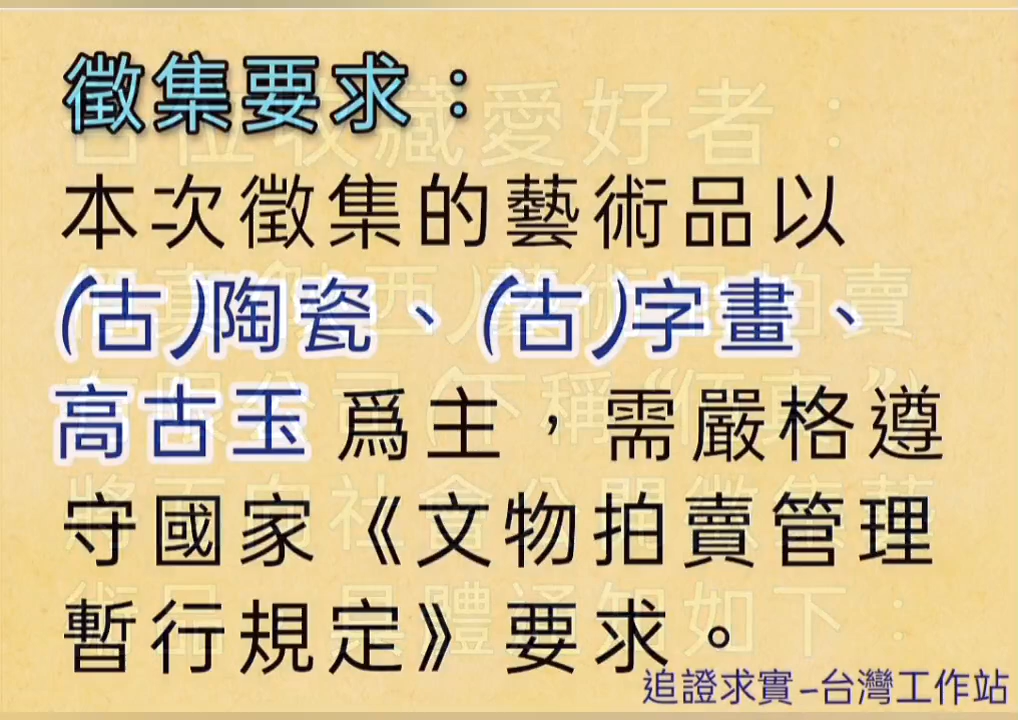 徵集要求：
本次徵集的藝術品以
(古)陶瓷、(古)字畫、
高古玉爲主，需嚴格遵
守國家《文物拍賣管理
暫行規定》要求。
追證求實–台灣工作站